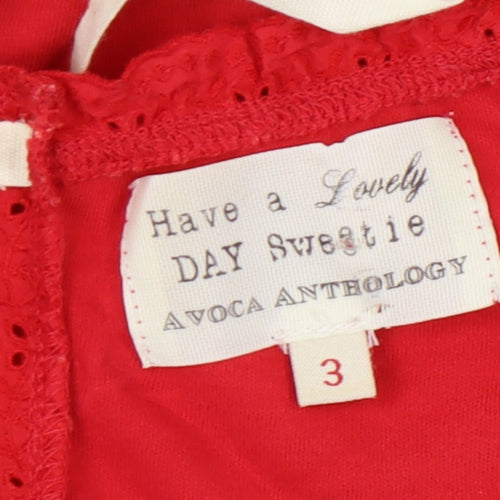 Have a Lovely
DAY Sweetie
AVOCA ANTHOLOGY
3